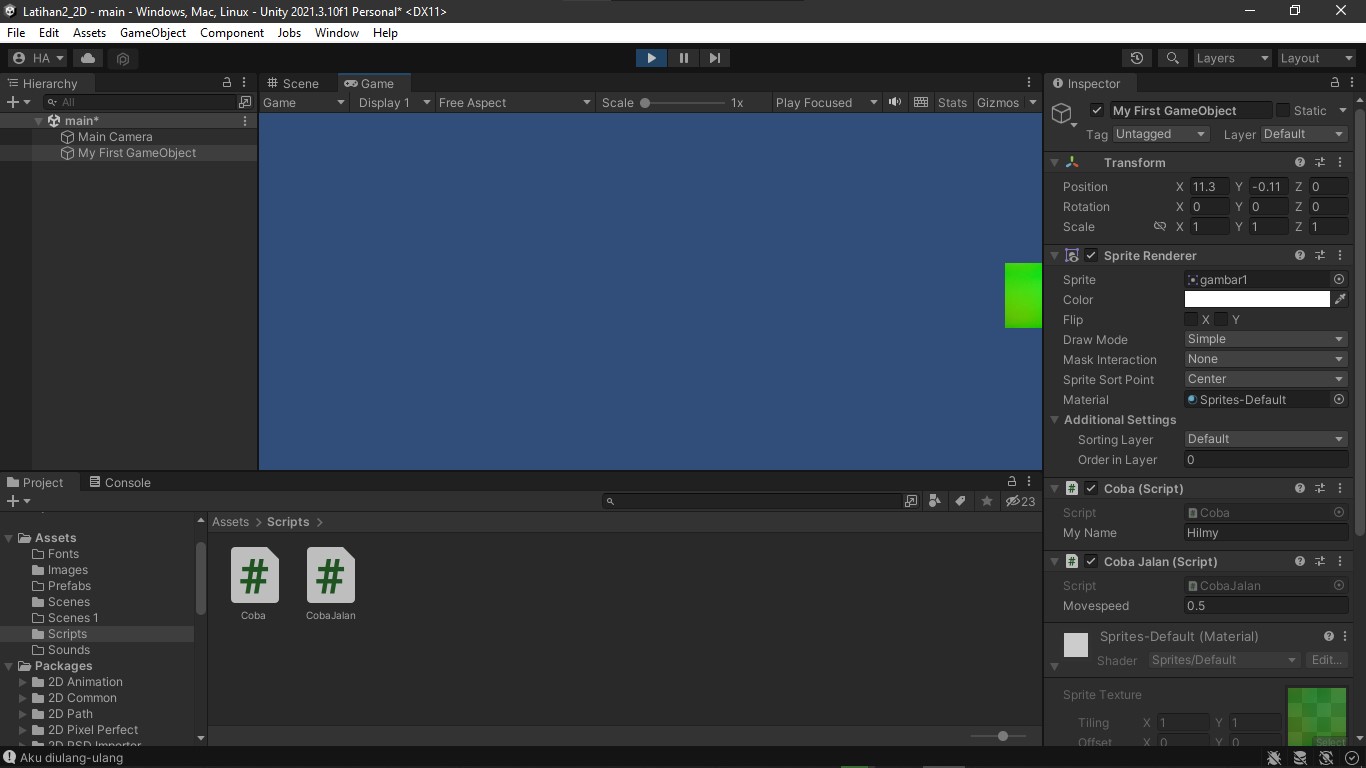 Latihan2_2D - main - Windows, Mac, Linux - Unity 2021.3.10f1 Personal* <DX11>
File Edit Assets GameObject Component Jobs Window Help
HA Layers Layout
Hierarchy
All
main*
Main Camera
My First GameObject
Scene Game
Game Display 1 Free Aspect Scale 1x Play Focused Stats Gizmos
Inspector
My First GameObject Static
Tag Untagged Layer Default
Transform
Position X 11.3 Y -0.11 Z 0
Rotation X 0 Y 0 Z 0
Scale X 1 Y 1 Z 1
Sprite Renderer
Sprite gambar1
Color
Flip X Y
Draw Mode Simple
Mask Interaction None
Sprite Sort Point Center
Material Sprites-Default
Additional Settings
Sorting Layer Default
Order in Layer 0
# Coba (Script)
Script Coba
My Name Hilmy
# Coba Jalan (Script)
Script CobaJalan
Movespeed 0.5
Sprites-Default (Material)
Shader Sprites/Default Edit...
Sprite Texture
Tiling X 1 Y 1
Offset X 0 Y 0 Select
Project Console
23
Assets
Fonts
Images
Prefabs
Scenes
Scenes 1
Scripts
Sounds
Packages
2D Animation
2D Common
2D Path
2D Pixel Perfect
2D PSD Importer
Assets > Scripts >
# #
Coba CobaJalan
Aku diulang-ulang